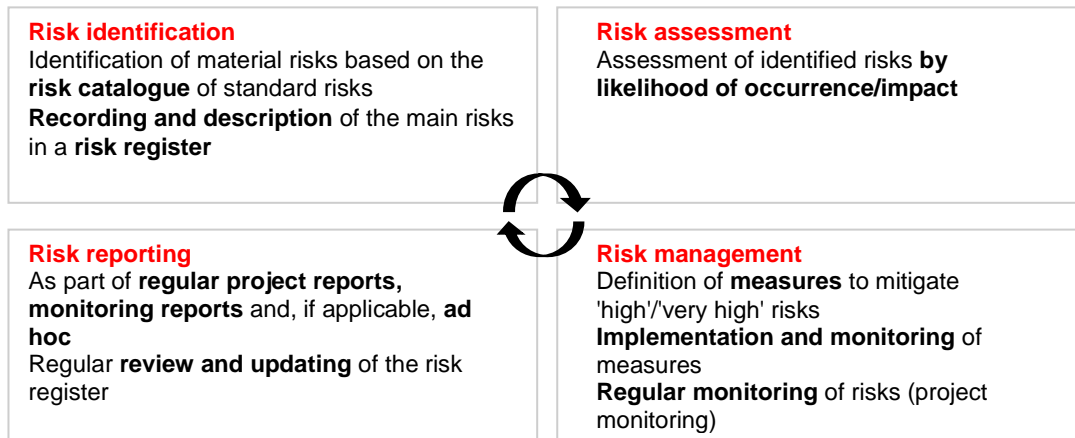 Risk identification
Identification of material risks based on the
risk catalogue of standard risks
Recording and description of the main risks
in a risk register
Risk assessment
Assessment of identified risks by
likelihood of occurrence/impact
Risk reporting
As part of regular project reports,
monitoring reports and, if applicable, ad
hoc
Regular review and updating of the risk
register
Risk management
Definition of measures to mitigate
'high'/'very high' risks
Implementation and monitoring of
measures
Regular monitoring of risks (project
monitoring)